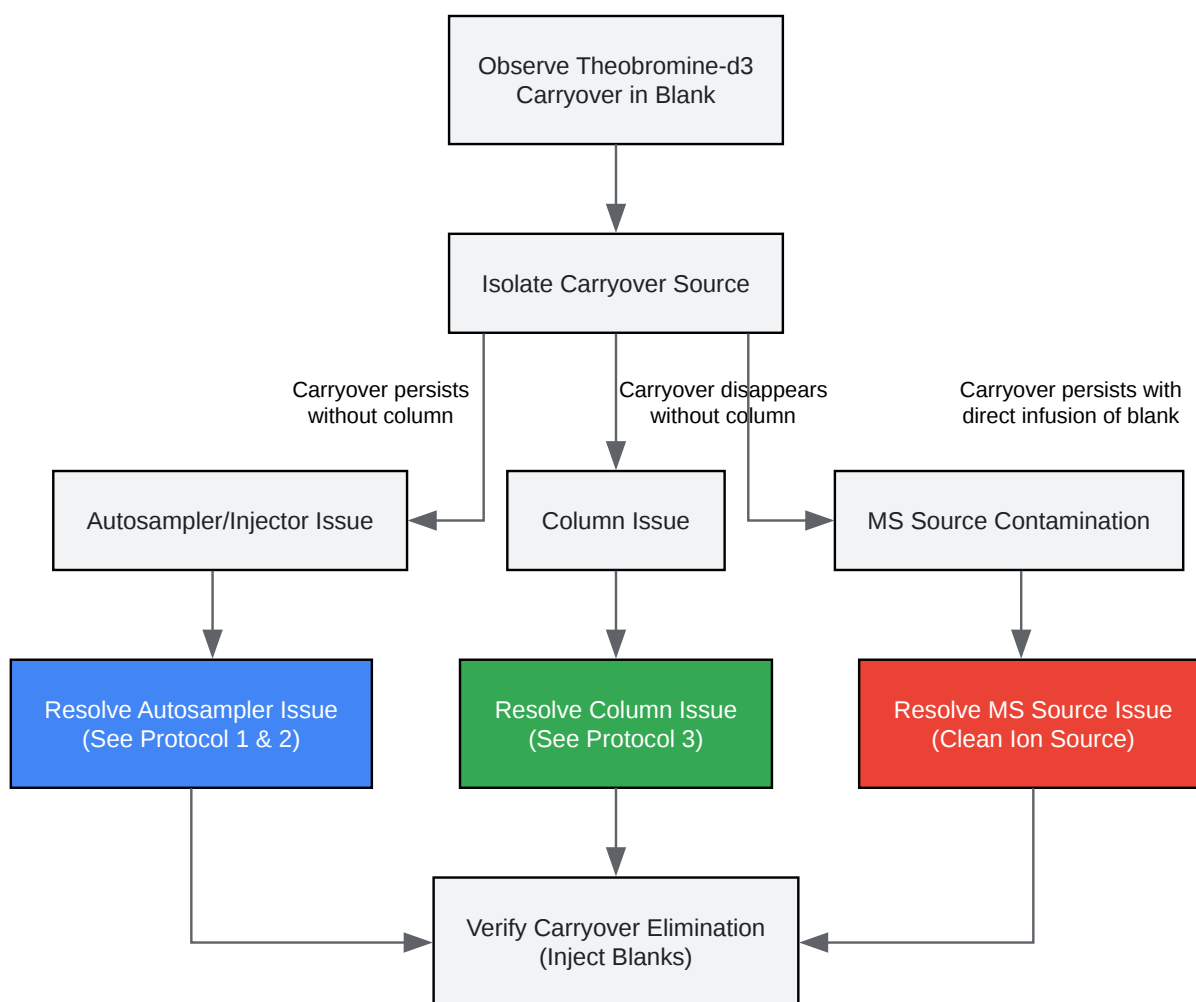 Observe Theobromine-d3
Carryover in Blank
Isolate Carryover Source
Carryover persists
without column
Carryover disappears
without column
Carryover persists with
direct infusion of blank
Autosampler/Injector Issue
Column Issue
MS Source Contamination
Resolve Autosampler Issue
(See Protocol 1 & 2)
Resolve Column Issue
(See Protocol 3)
Resolve MS Source Issue
(Clean Ion Source)
Verify Carryover Elimination
(Inject Blanks)